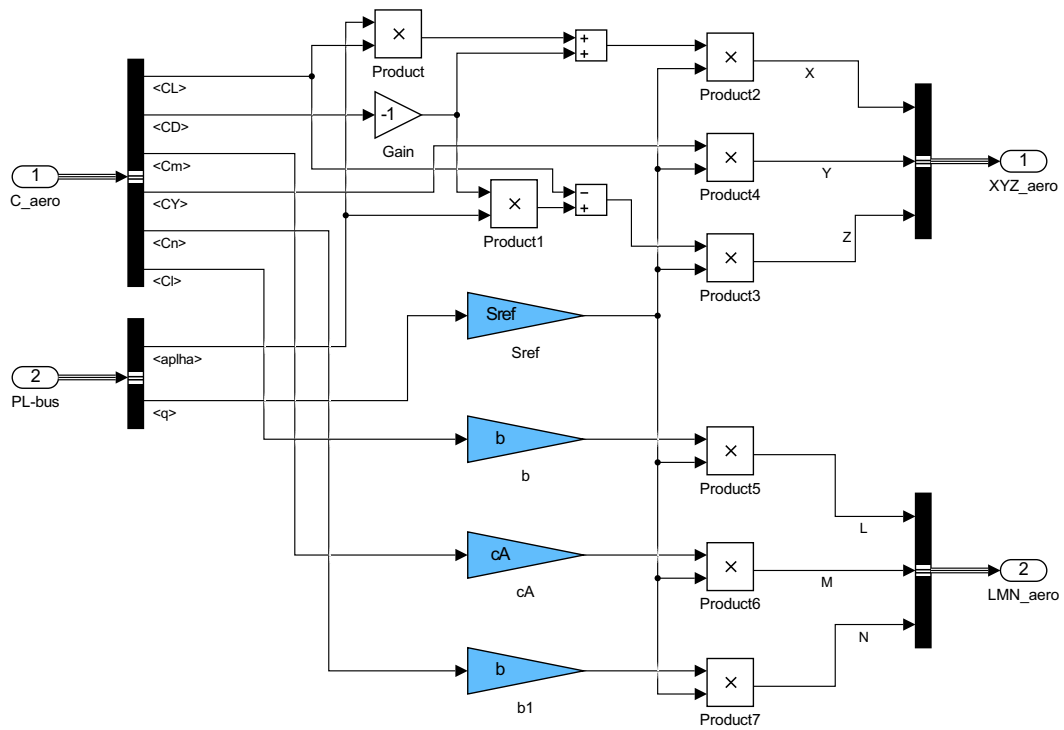 ×
Product
+
+
×
Product2
X
<CL>
-1
Gain
<CD>
<Cm>
1
C_aero
<CY>
×
Product4
Y
1
XYZ_aero
−
+
×
Product1
<Cn>
<Cl>
×
Product3
Z
Sref
Sref
<aplha>
2
PL-bus
<q>
b
b
×
Product5
L
cA
cA
×
Product6
M
2
LMN_aero
N
b
b1
×
Product7